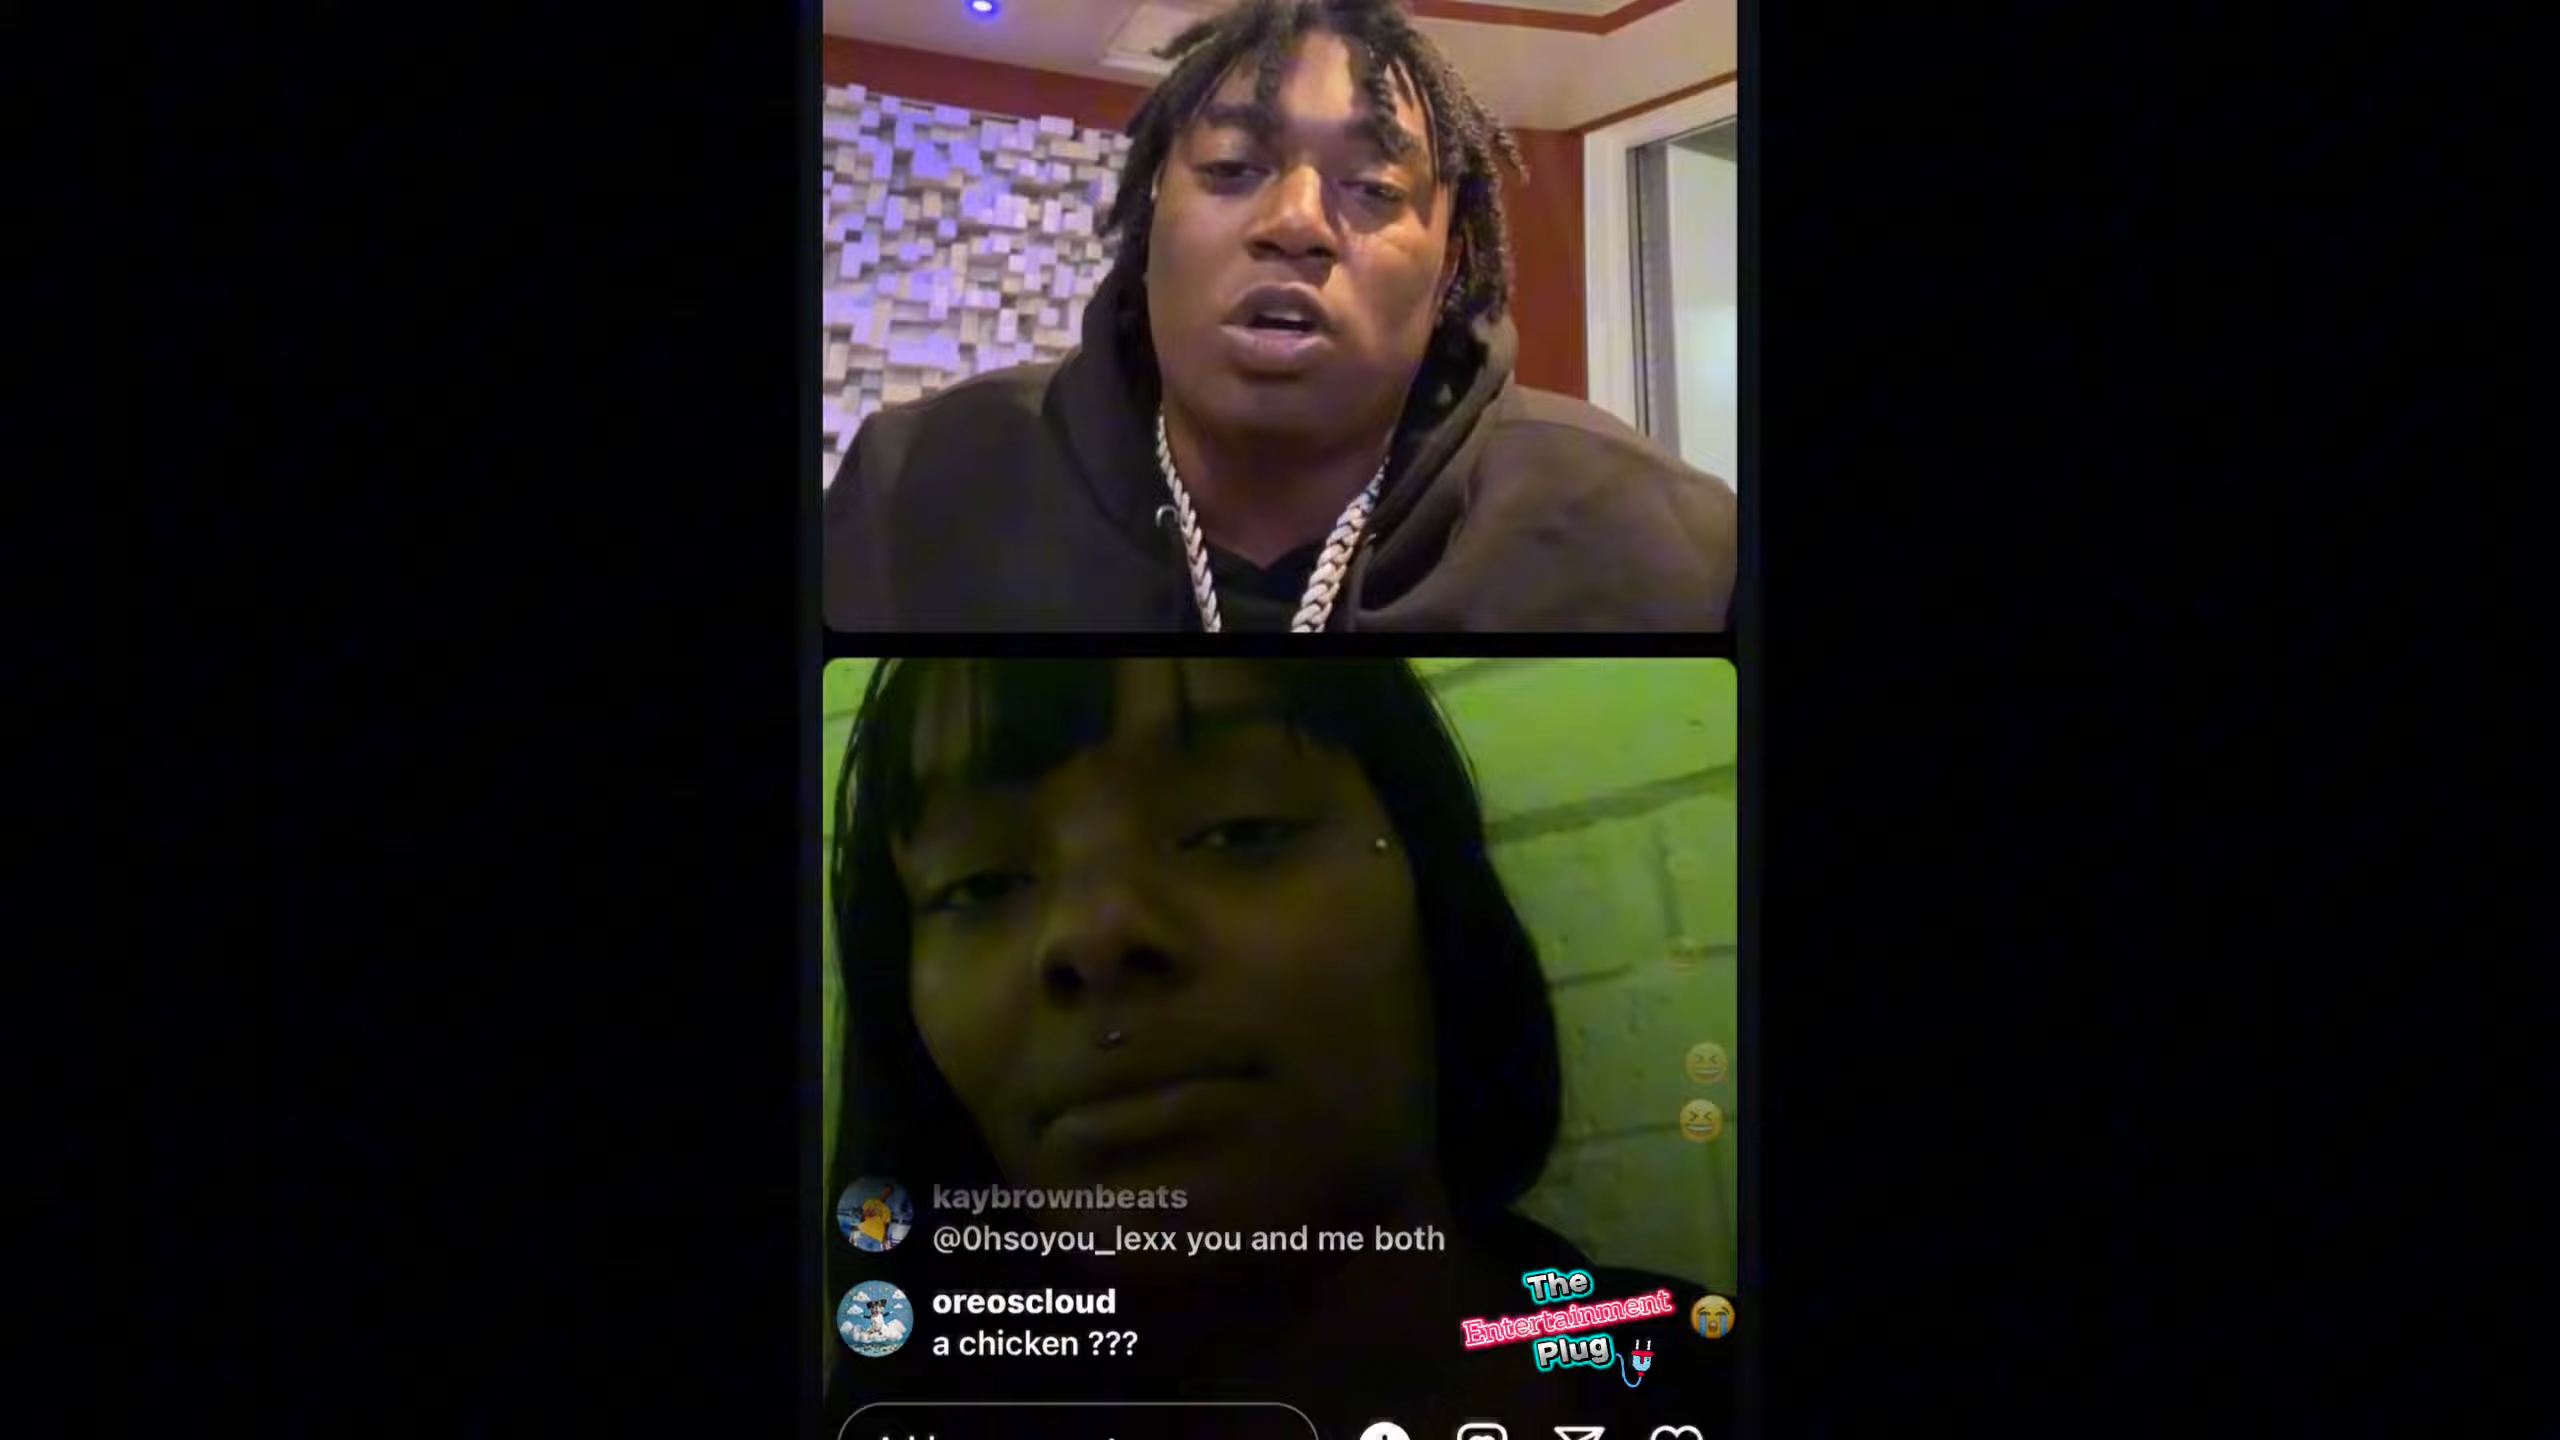 kaybrownbeats
@0hsoyou_lexx you and me both
oreoscloud
a chicken ???
The
Entertainment
Plug